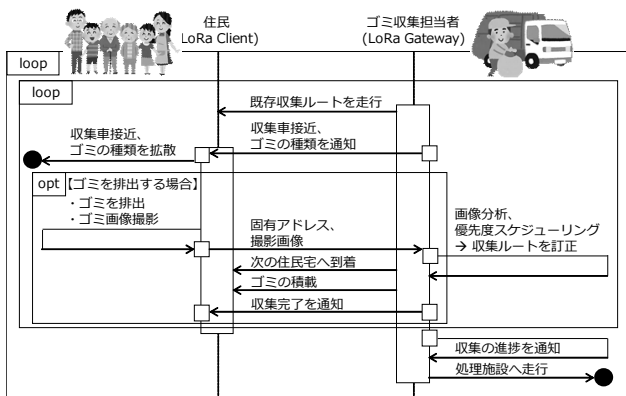 住民
(LoRa Client)
ゴミ収集担当者
(LoRa Gateway)
loop
loop
既存収集ルートを走行
収集車接近、
ゴミの種類を通知
収集車接近、
ゴミの種類を拡散
opt
【ゴミを排出する場合】
・ゴミを排出
・ゴミ画像撮影
固有アドレス、
撮影画像
画像分析、
優先度スケジューリング
→ 収集ルートを訂正
次の住民宅へ到着
ゴミの積載
収集完了を通知
収集の進捗を通知
処理施設へ走行